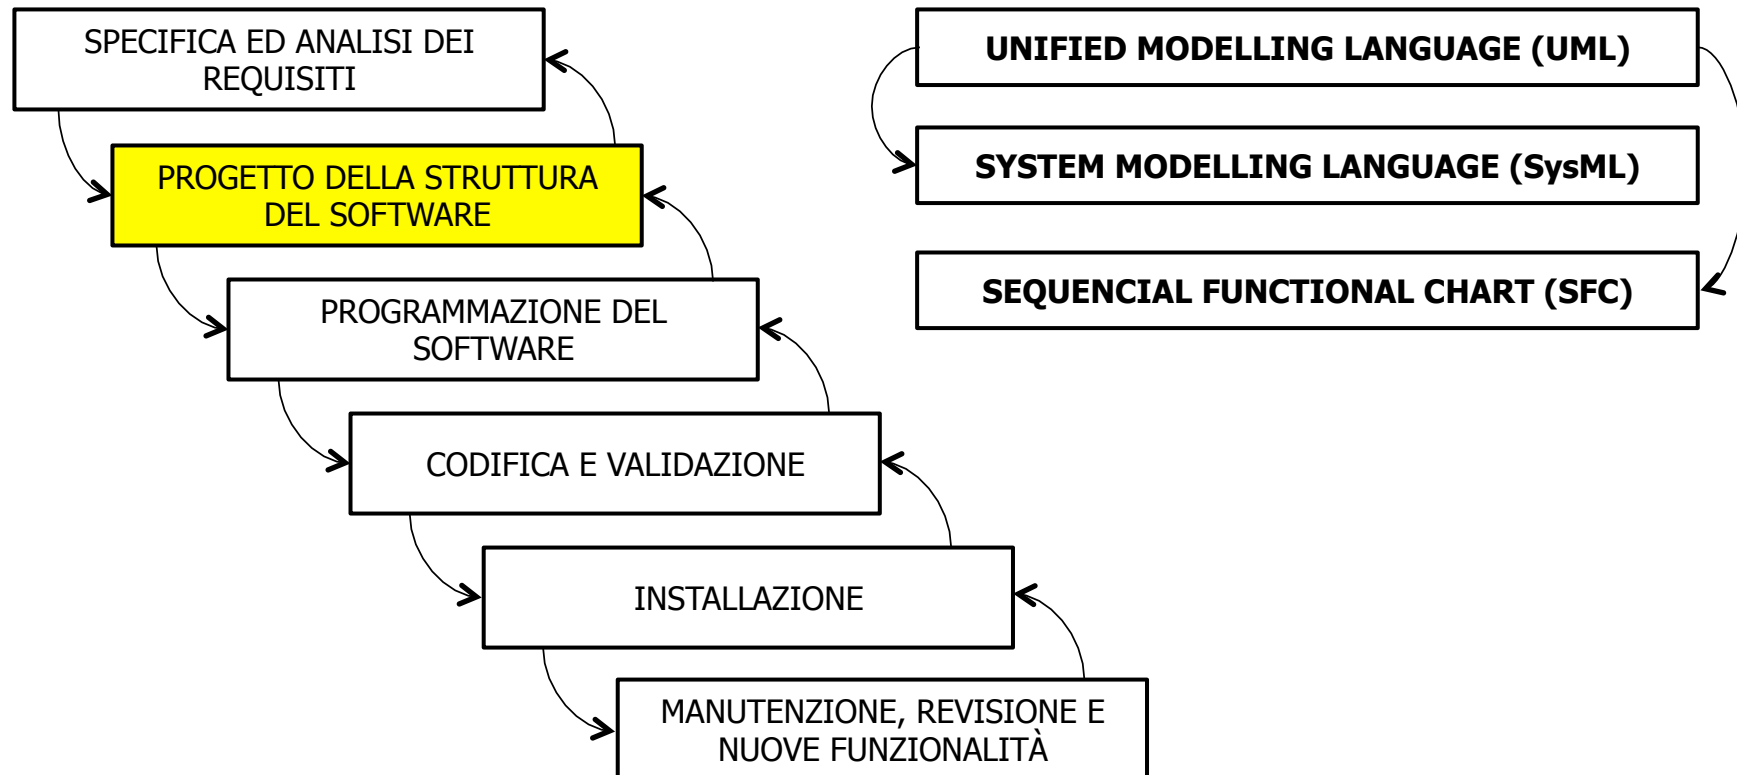 SPECIFICA ED ANALISI DEI
REQUISITI
PROGETTO DELLA STRUTTURA
DEL SOFTWARE
PROGRAMMAZIONE DEL
SOFTWARE
CODIFICA E VALIDAZIONE
INSTALLAZIONE
MANUTENZIONE, REVISIONE E
NUOVE FUNZIONALITÀ
UNIFIED MODELLING LANGUAGE (UML)
SYSTEM MODELLING LANGUAGE (SysML)
SEQUENCIAL FUNCTIONAL CHART (SFC)